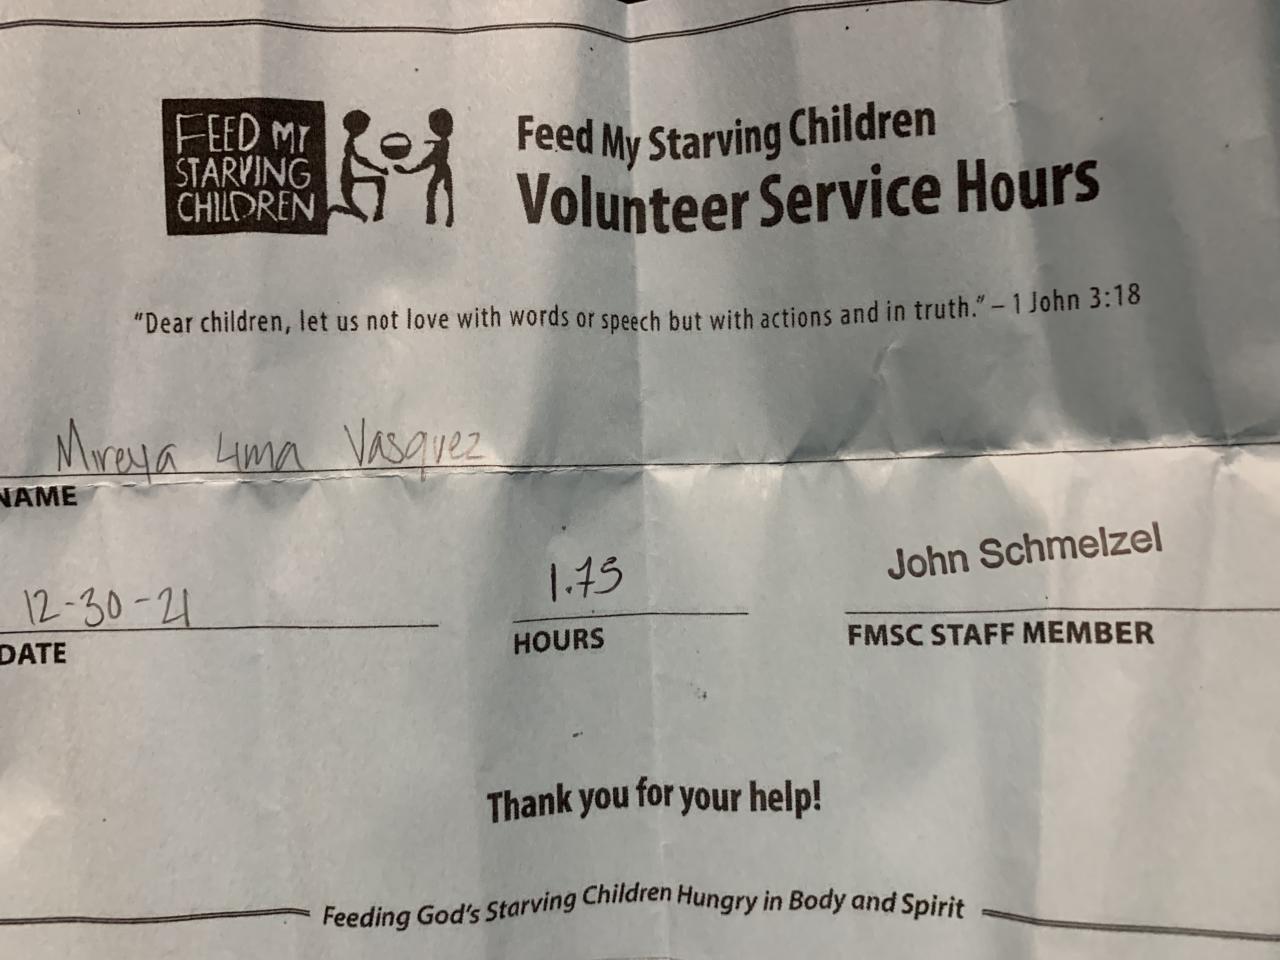 FEED MY
STARVING
CHILDREN
Feed My Starving Children
Volunteer Service Hours
“Dear children, let us not love with words or speech but with actions and in truth.” – 1 John 3:18
Mireya Lima Vasquez
NAME
12-30-21
DATE
1.75
HOURS
John Schmelzel
FMSC STAFF MEMBER
Thank you for your help!
Feeding God's Starving Children Hungry in Body and Spirit